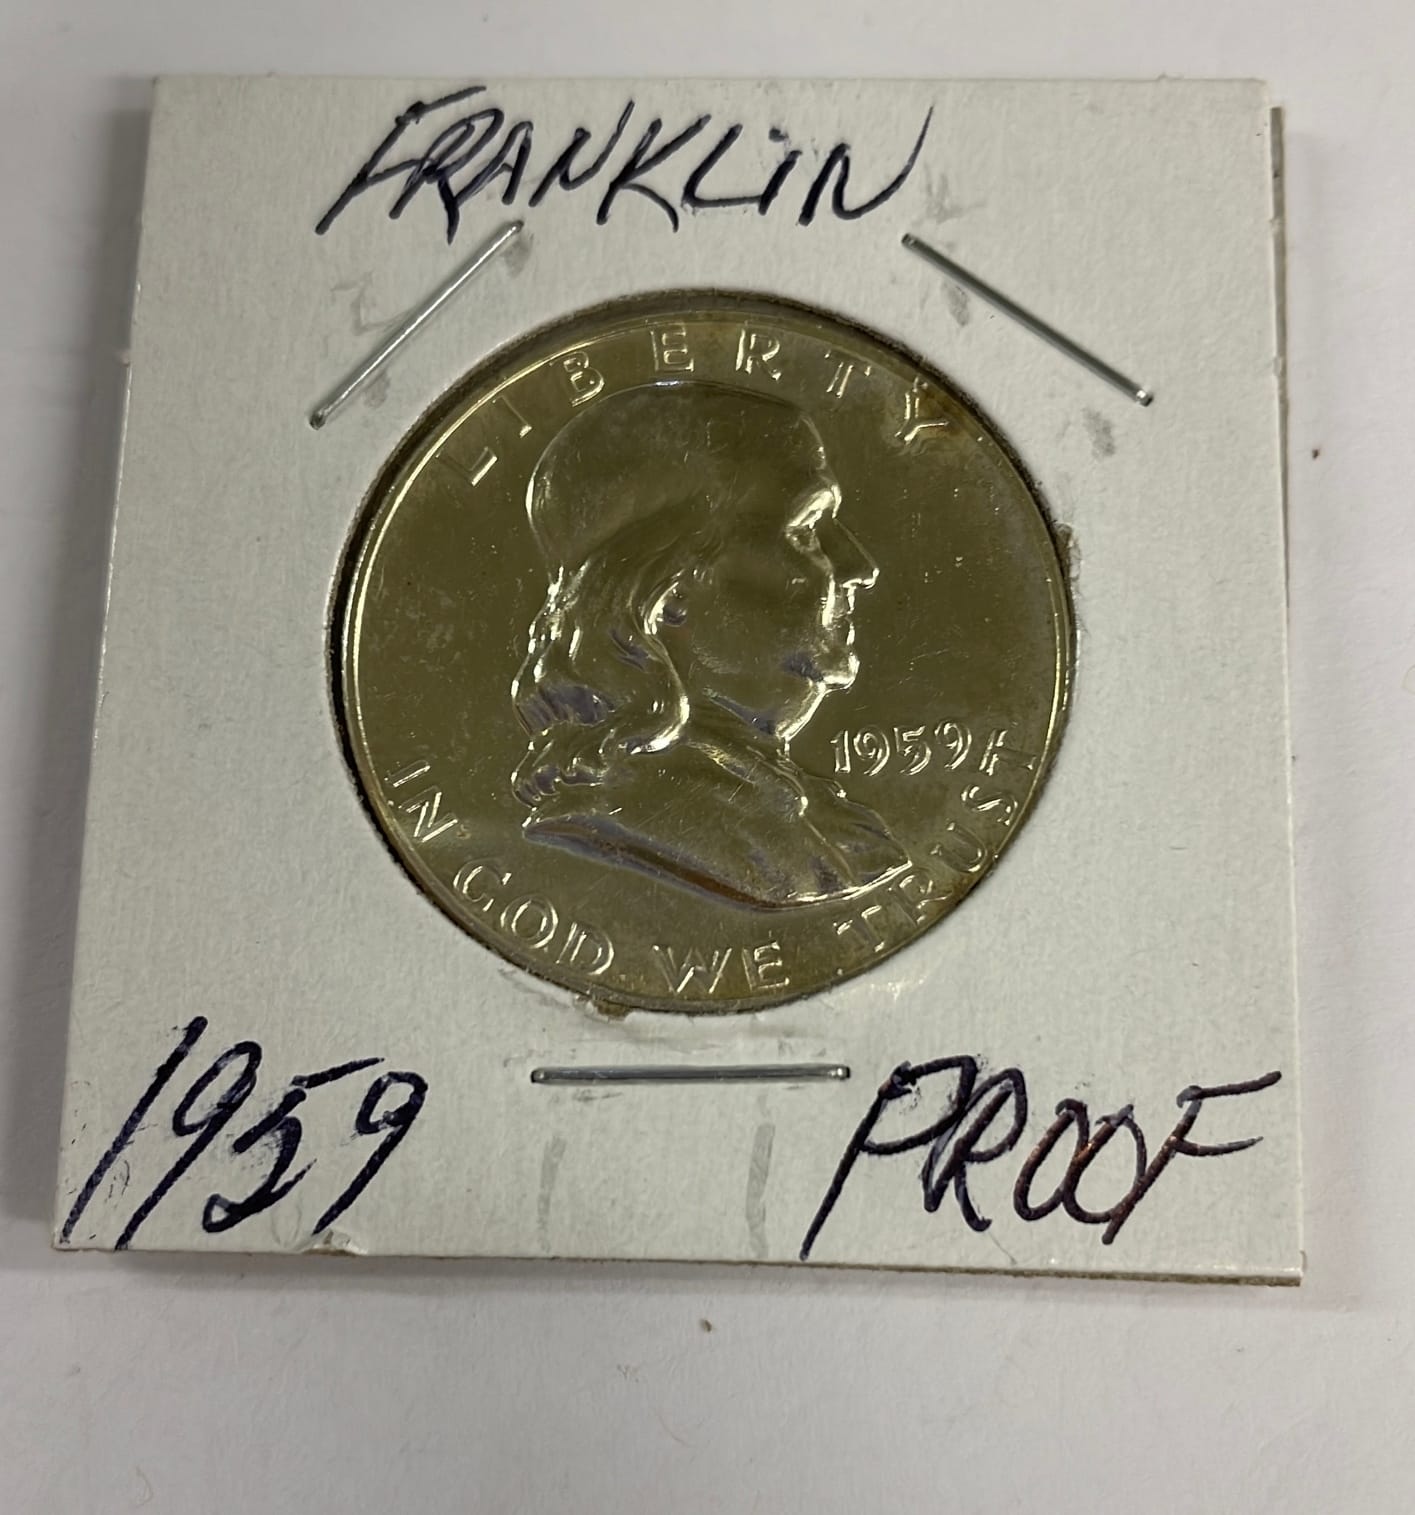 FRANKLIN
LIBERTY
1959
IN GOD WE TRUST
1959 PROOF